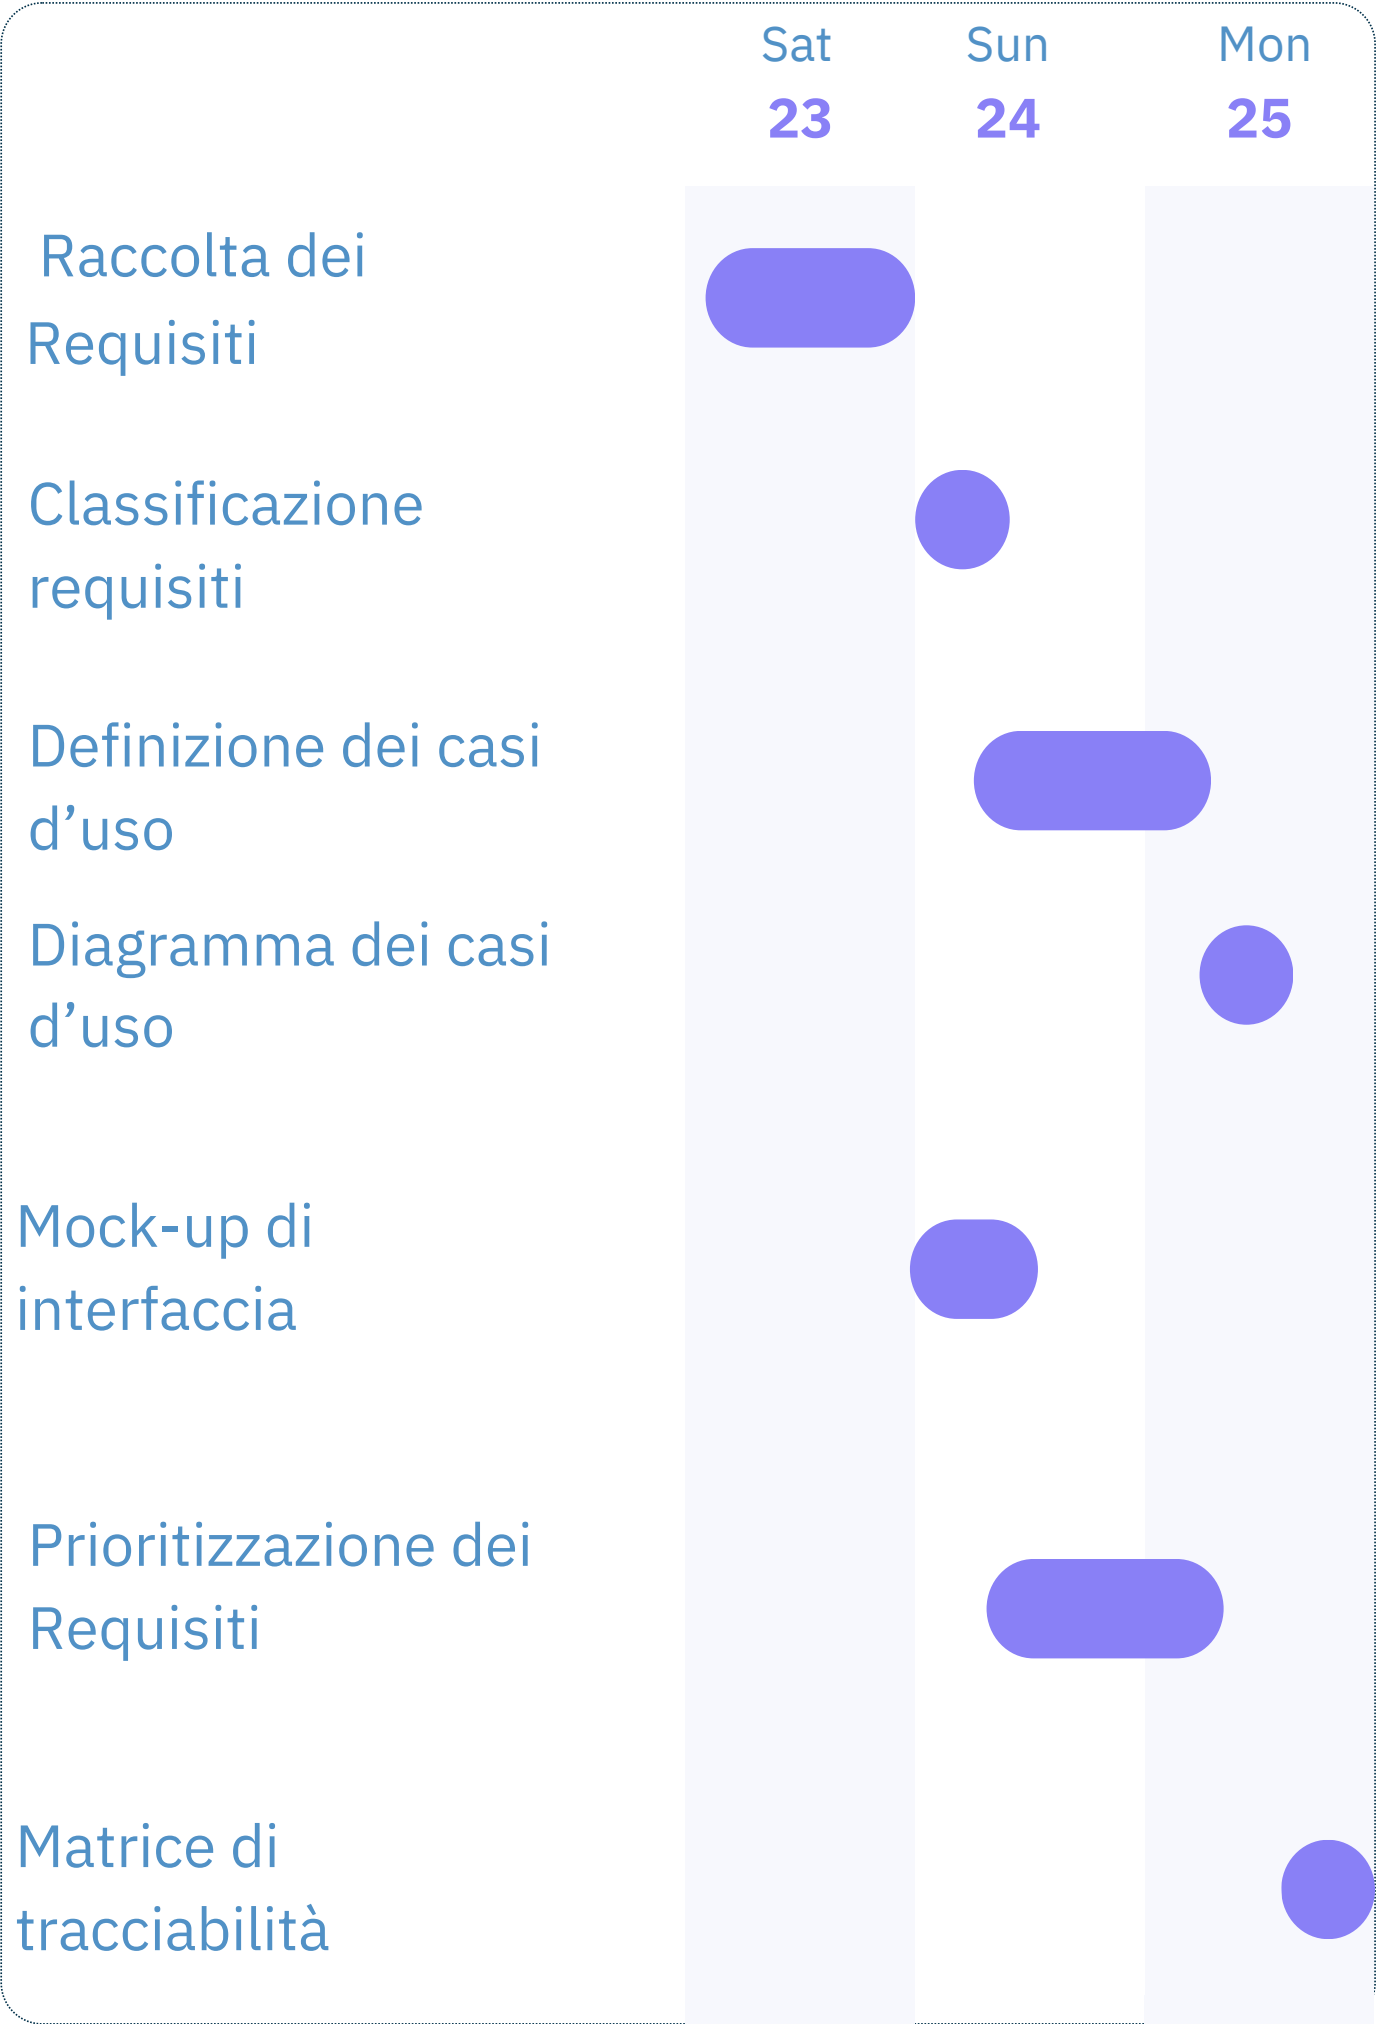 Sat Sun Mon
23 24 25
Raccolta dei
Requisiti
Classificazione
requisiti
Definizione dei casi
d’uso
Diagramma dei casi
d’uso
Mock-up di
interfaccia
Prioritizzazione dei
Requisiti
Matrice di
tracciabilità